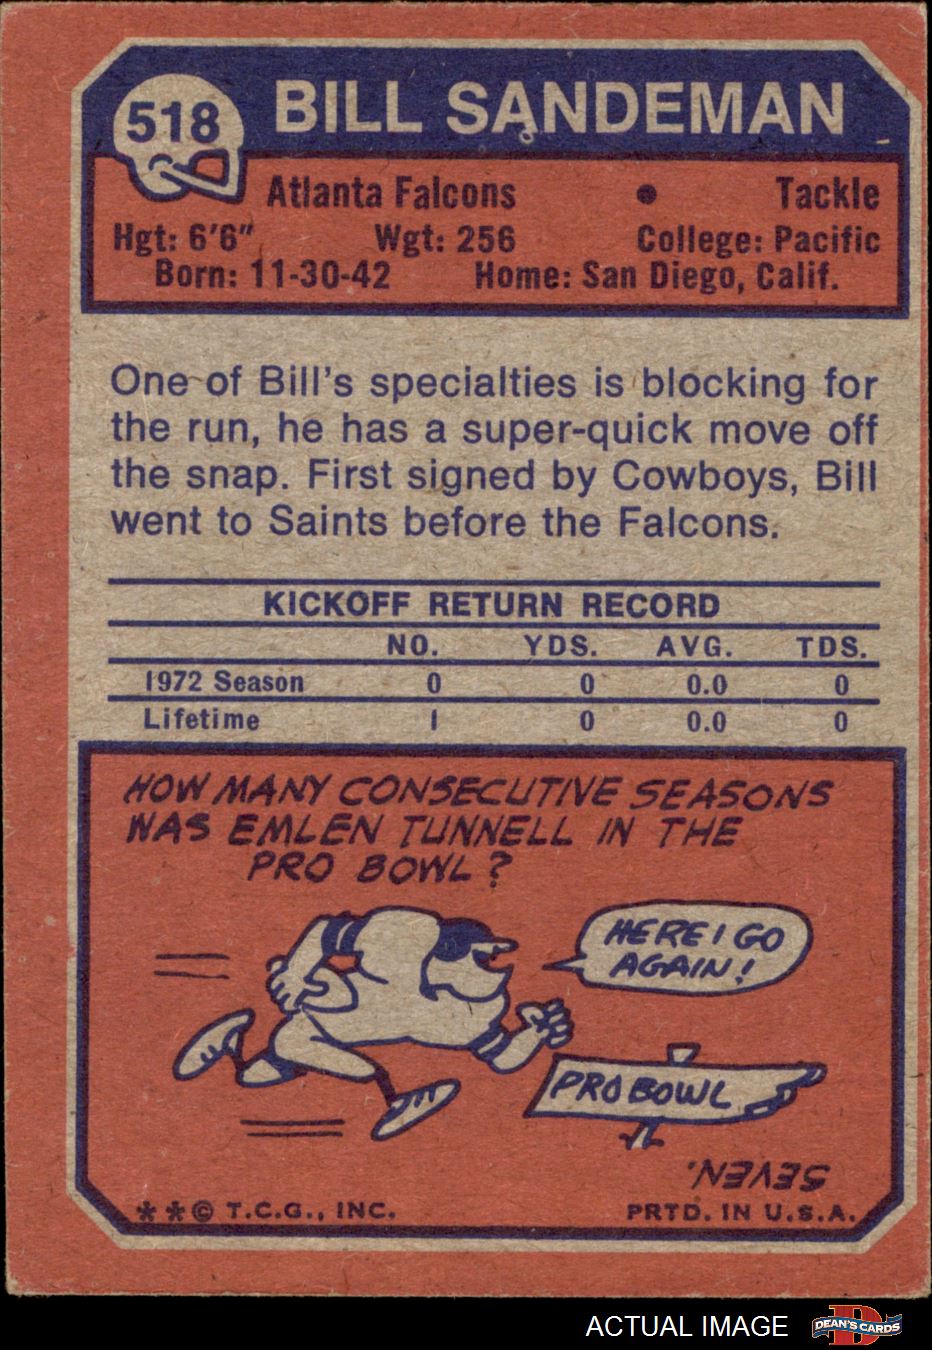 518
BILL SANDEMAN
Atlanta Falcons • Tackle
Hgt: 6'6" Wgt: 256 College: Pacific
Born: 11-30-42 Home: San Diego, Calif.
One of Bill's specialties is blocking for
the run, he has a super-quick move off
the snap. First signed by Cowboys, Bill
went to Saints before the Falcons.
KICKOFF RETURN RECORD
NO. YDS. AVG. TDS.
1972 Season 0 0 0.0 0
Lifetime 1 0 0.0 0
HOW MANY CONSECUTIVE SEASONS
WAS EMLEN TUNNELL IN THE
PRO BOWL?
HERE I GO
AGAIN!
PRO BOWL
SEVEN.
* * © T.C.G., INC. PRTD. IN U.S.A.
ACTUAL IMAGE
D
DEAN'S CARDS